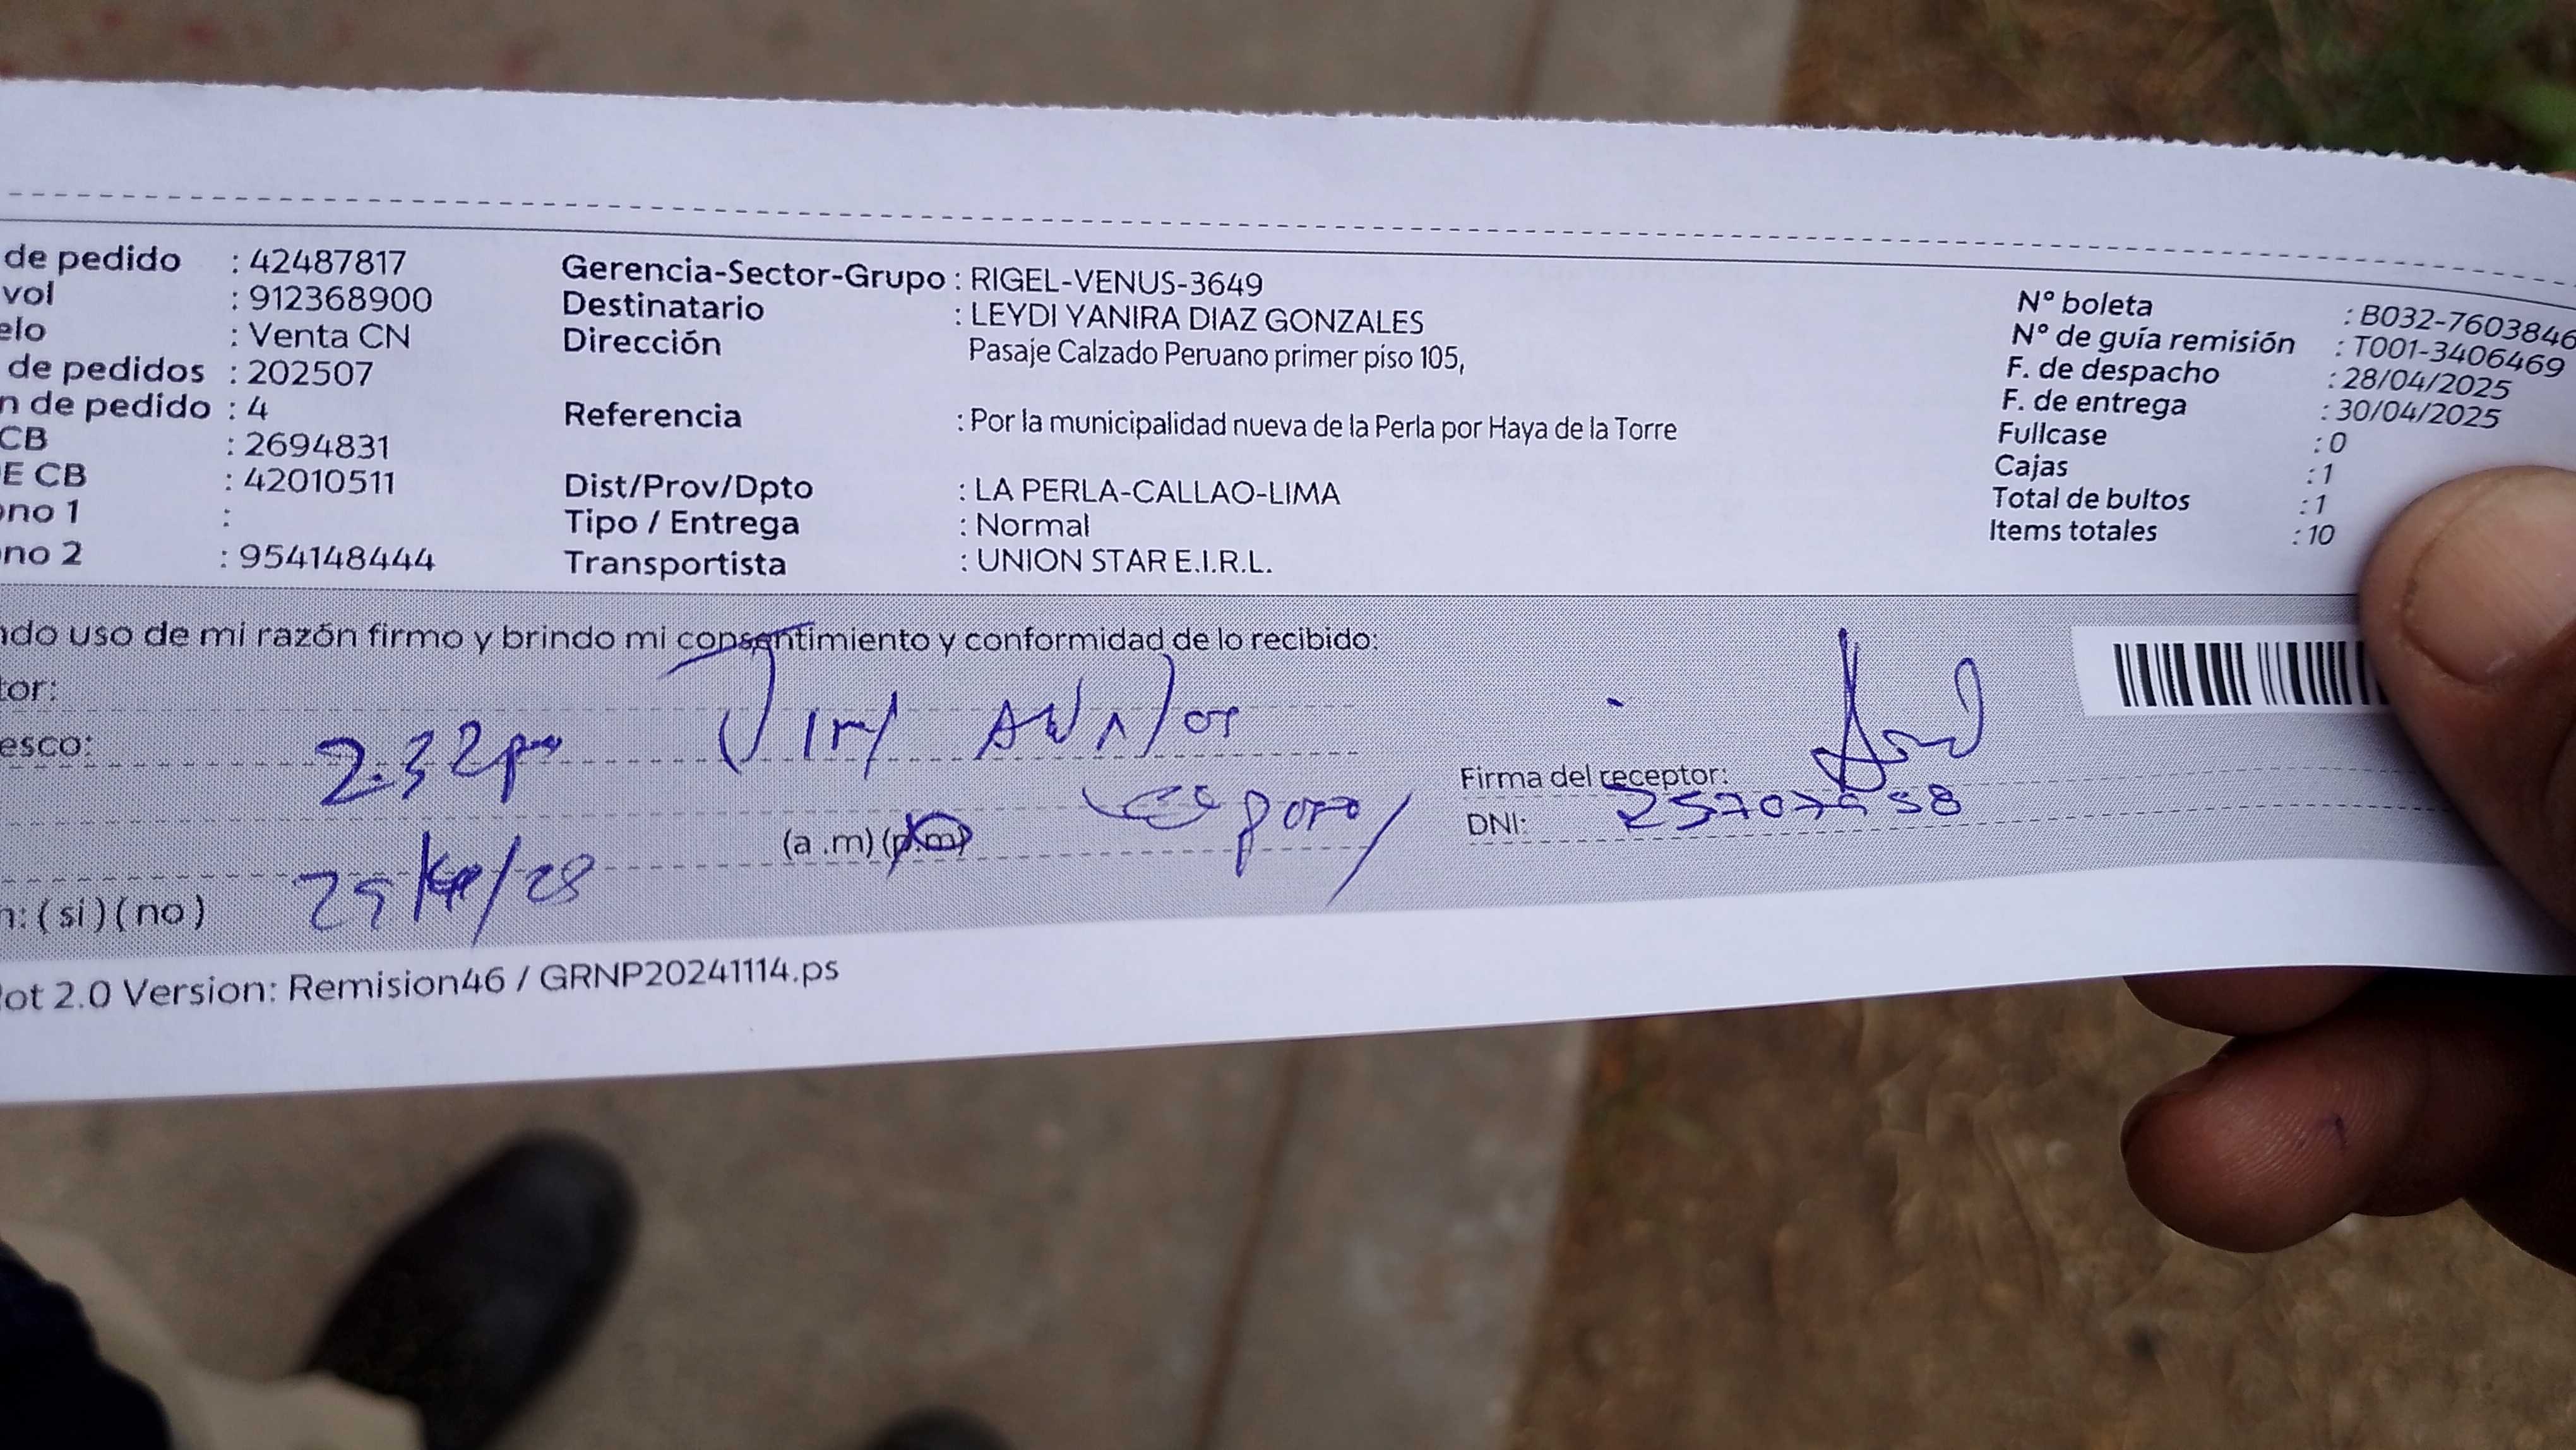 de pedido : 42487817
vol : 912368900
elo : Venta CN
de pedidos : 202507
n de pedido : 4
CB : 2694831
E CB : 42010511
ono 1 :
no 2 : 954148444
Gerencia-Sector-Grupo : RIGEL-VENUS-3649
Destinatario : LEYDI YANIRA DIAZ GONZALES
Dirección Pasaje Calzado Peruano primer piso 105,
Referencia : Por la municipalidad nueva de la Perla por Haya de la Torre
Dist/Prov/Dpto : LA PERLA-CALLAO-LIMA
Tipo / Entrega : Normal
Transportista : UNION STAR E.I.R.L.
N° boleta : B032-7603846
N° de guía remisión : T001-3406469
F. de despacho : 28/04/2025
F. de entrega : 30/04/2025
Fullcase : 0
Cajas : 1
Total de bultos : 1
Items totales : 10
ndo uso de mi razón firmo y brindo mi consentimiento y conformidad de lo recibido:
tor:
esco: 2.32pm
(a .m) (p.m)
Firma del receptor:
DNI:
n: ( si ) ( no )
ot 2.0 Version: Remision46 / GRNP20241114.ps